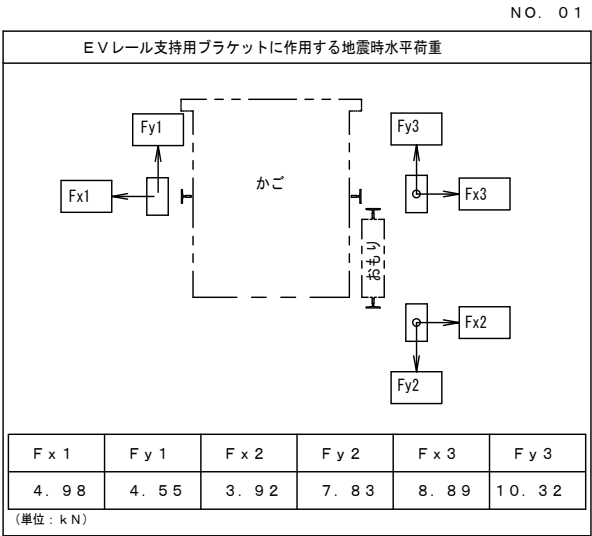 NO. 01
EVレール支持用ブラケットに作用する地震時水平荷重
Fy1
Fy3
Fx1
かご
Fx3
おもり
Fx2
Fy2
Fx1 Fy1 Fx2 Fy2 Fx3 Fy3
4.98 4.55 3.92 7.83 8.89 10.32
(単位:kN)